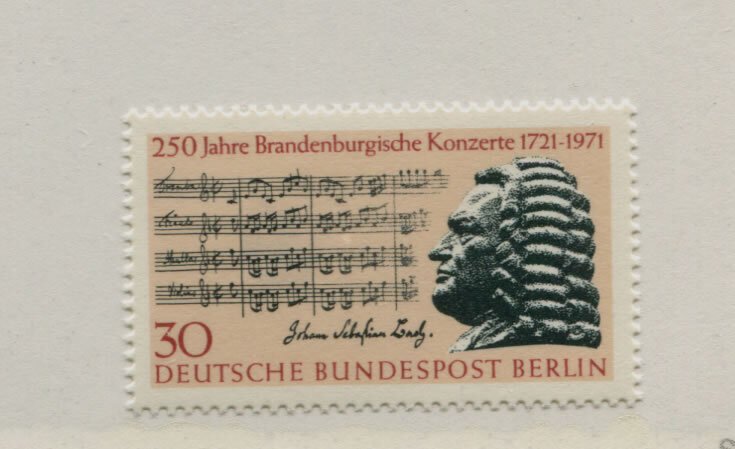 250 Jahre Brandenburgische Konzerte 1721-1971
30
Johann Sebastian Bach.
DEUTSCHE BUNDESPOST BERLIN